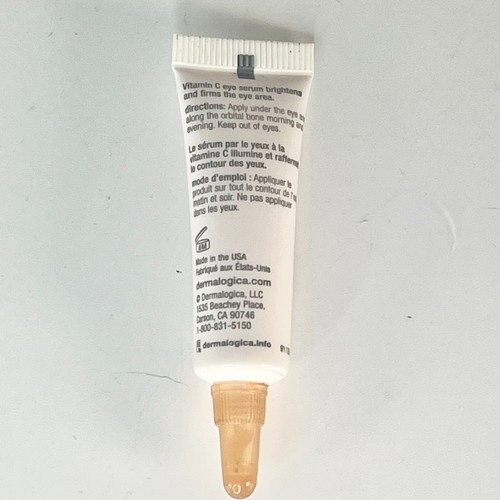 Vitamin C eye serum brightens
and firms the eye area.
directions: Apply under the eye
along the orbital bone morning and
evening. Keep out of eyes.
Le sérum par le yeux à la
vitamine C illumine et raffermi
le contour des yeux.
mode d'emploi : Appliquer le
produit sur tout le contour de l'
matin et soir. Ne pas appliquer
dans les yeux.
6M
Made in the USA
Fabriqué aux États-Unis
dermalogica.com
© Dermalogica, LLC
1535 Beachey Place,
Carson, CA 90746
1-800-831-5150
dermalogica.info